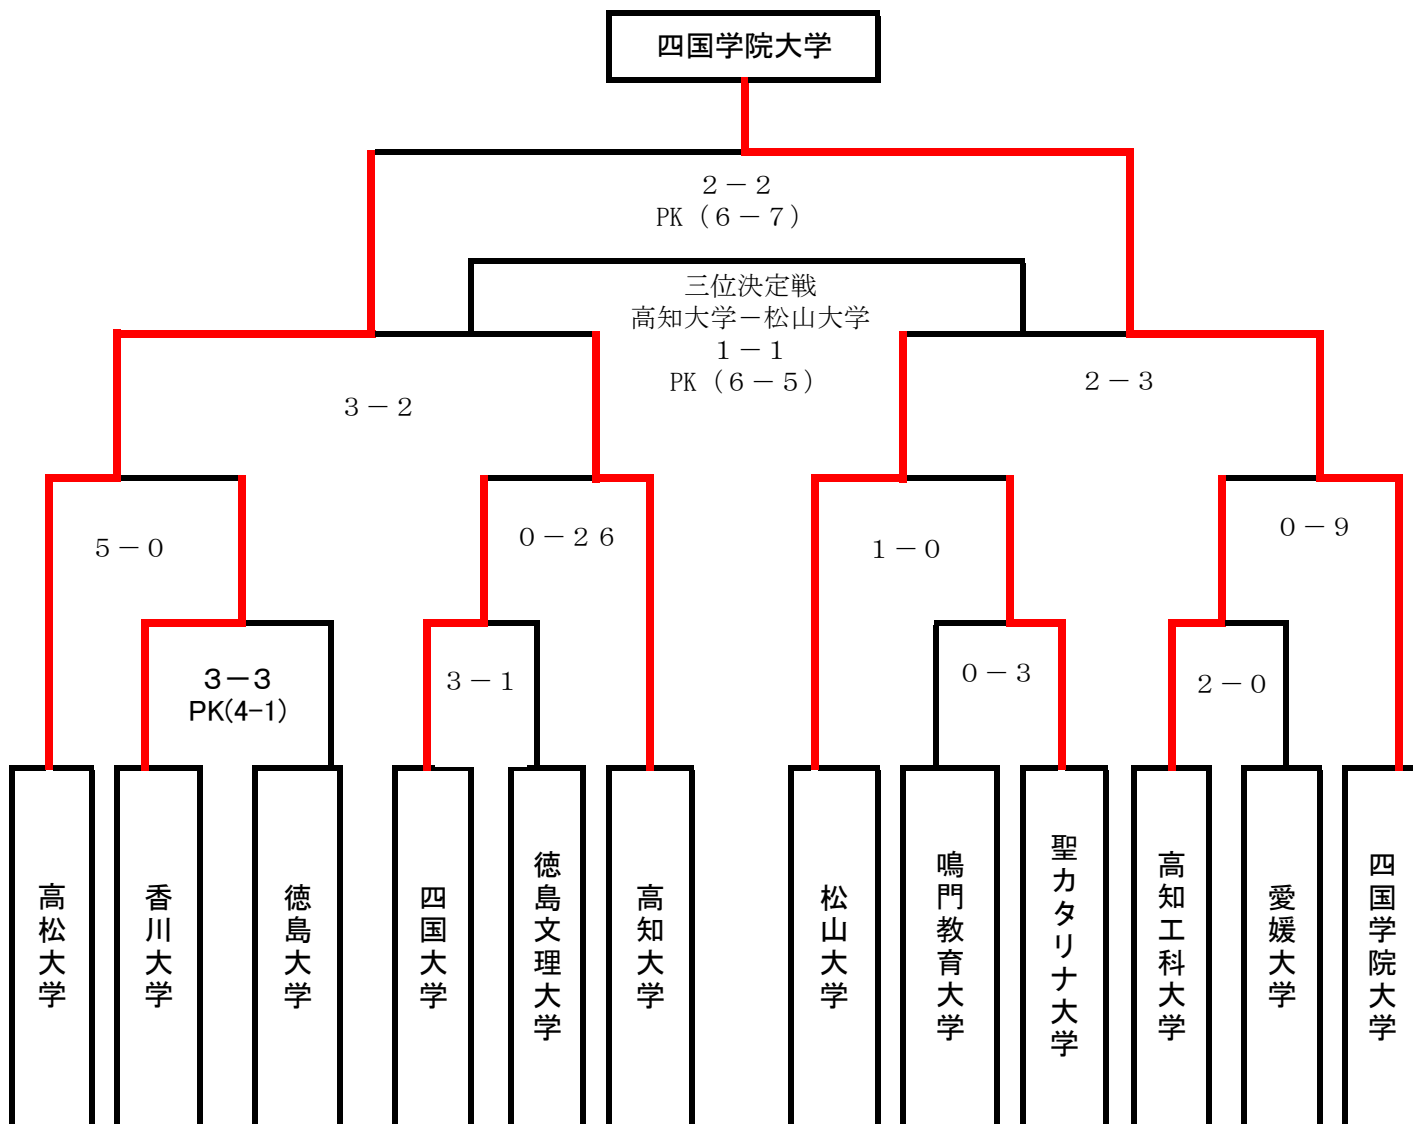 四国学院大学
２－２
PK（６－７）
三位決定戦
高知大学－松山大学
１－１
PK（６－５）
３－２
２－３
５－０
０－２６
１－０
０－９
３－３
PK(4-1)
３－１
０－３
２－０
高松大学
香川大学
徳島大学
四国大学
徳島文理大学
高知大学
松山大学
鳴門教育大学
聖カタリナ大学
高知工科大学
愛媛大学
四国学院大学